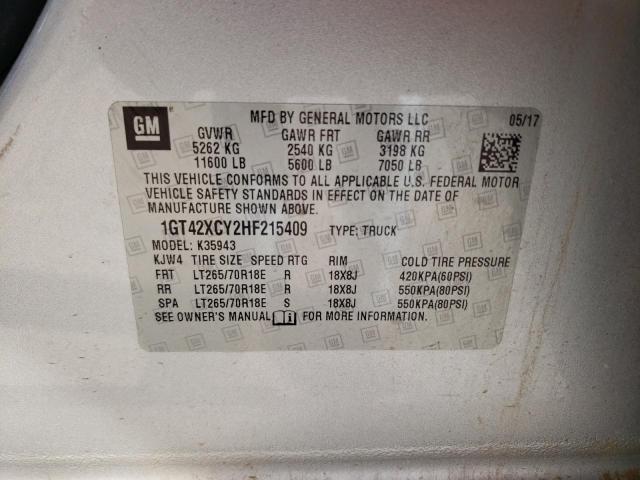 GM
MFD BY GENERAL MOTORS LLC 05/17
GVWR GAWR FRT GAWR RR
5262 KG 2540 KG 3198 KG
11600 LB 5600 LB 7050 LB
THIS VEHICLE CONFORMS TO ALL APPLICABLE U.S. FEDERAL MOTOR
VEHICLE SAFETY STANDARDS IN EFFECT ON THE DATE OF
MANUFACTURE SHOWN ABOVE.
1GT42XCY2HF215409 TYPE: TRUCK
MODEL: K35943
KJW4 TIRE SIZE SPEED RTG RIM COLD TIRE PRESSURE
FRT LT265/70R18E R 18X8J 420KPA(60PSI)
RR LT265/70R18E R 18X8J 550KPA(80PSI)
SPA LT265/70R18E S 18X8J 550KPA(80PSI)
SEE OWNER'S MANUAL FOR MORE INFORMATION.